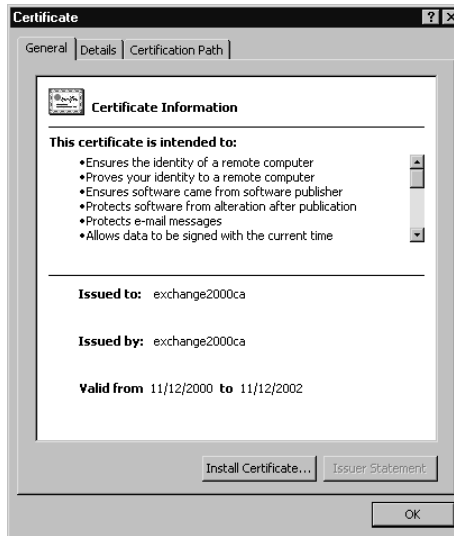 Certificate
General Details Certification Path
Certificate Information
This certificate is intended to:
•Ensures the identity of a remote computer
•Proves your identity to a remote computer
•Ensures software came from software publisher
•Protects software from alteration after publication
•Protects e-mail messages
•Allows data to be signed with the current time
Issued to: exchange2000ca
Issued by: exchange2000ca
Valid from 11/12/2000 to 11/12/2002
Install Certificate... Issuer Statement
OK